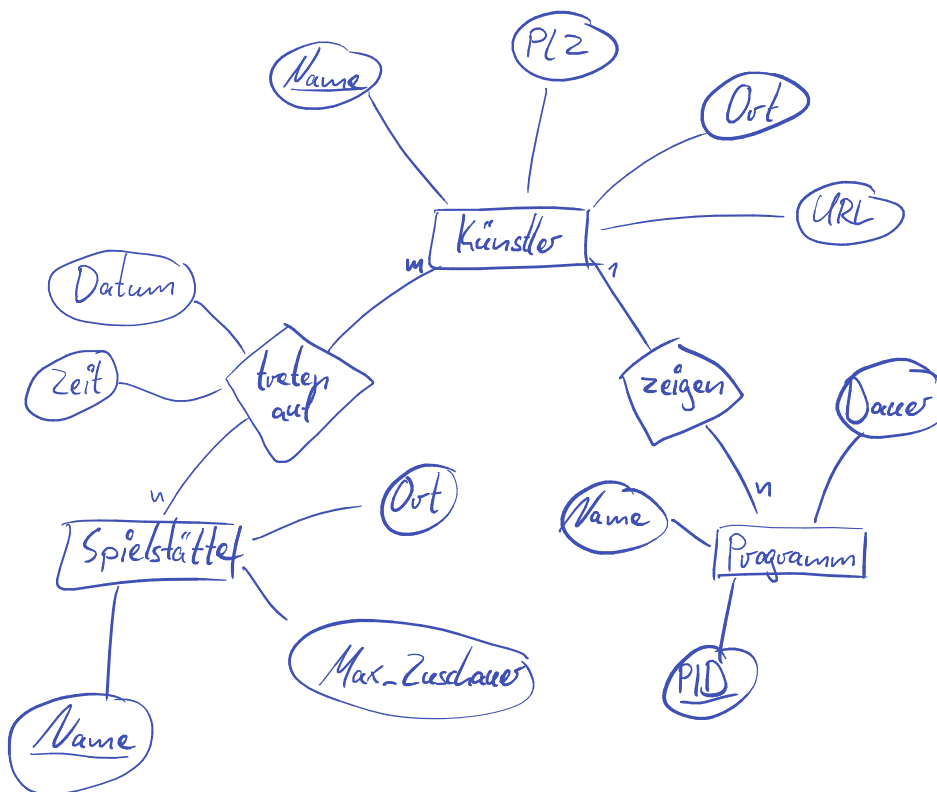 PLZ
Name
Ort
URL
Künstler
m
1
Datum
Zeit
treten
auf
zeigen
Dauer
n
n
Ort
Name
Spielstätte
Programm
Max_Zuschauer
PID
Name